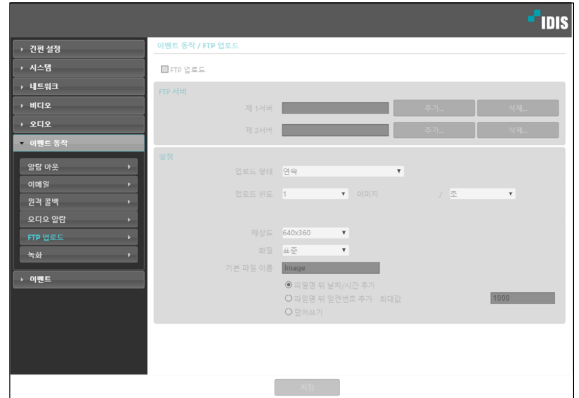 IDIS
간편 설정
시스템
네트워크
비디오
오디오
이벤트 동작
알람 아웃
이메일
원격 콜백
오디오 알람
FTP 업로드
녹화
이벤트
이벤트 동작 / FTP 업로드
FTP 업로드
FTP 서버
제 1서버 추가... 삭제...
제 2서버 추가... 삭제...
설정
업로드 형태 연속
업로드 빈도 1 이미지 / 초
해상도 640x360
화질 표준
기본 파일 이름 Image
파일명 뒤 날짜/시간 추가
파일명 뒤 일련번호 추가 최대값 1000
덮어쓰기
저장